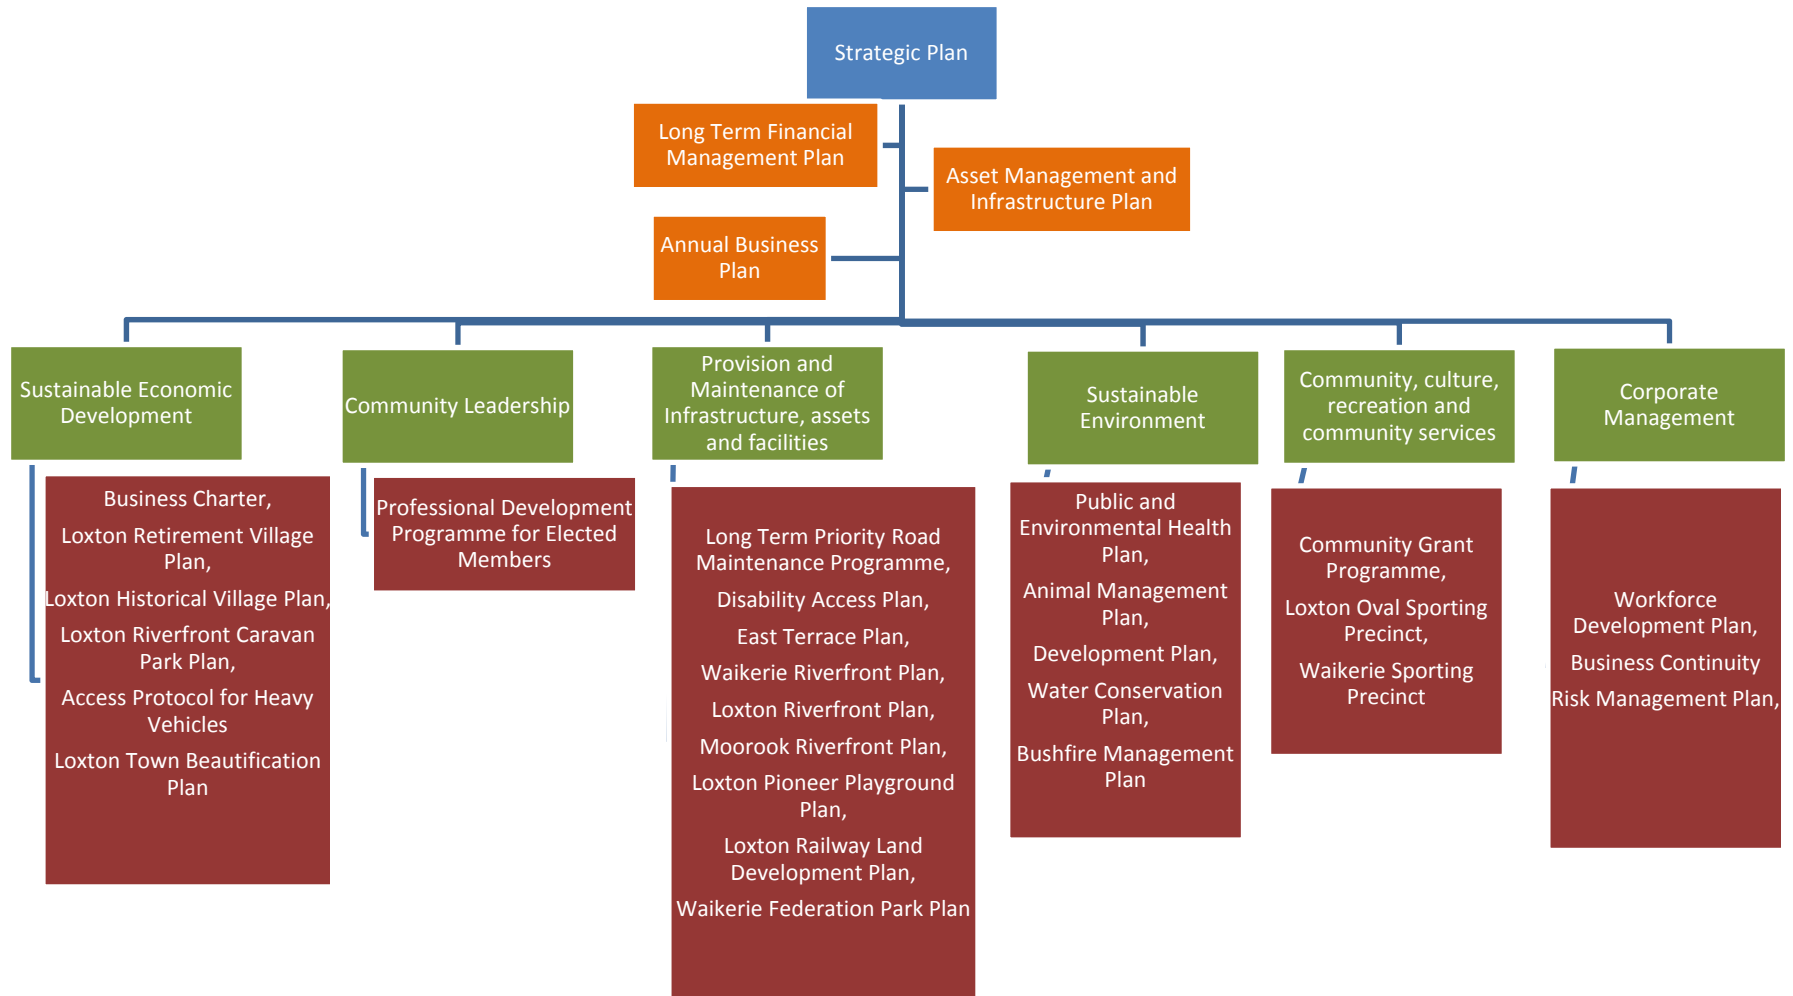 Strategic Plan
Long Term Financial
Management Plan
Asset Management and
Infrastructure Plan
Annual Business
Plan
Sustainable Economic
Development
Community Leadership
Provision and
Maintenance of
Infrastructure, assets
and facilities
Sustainable
Environment
Community, culture,
recreation and
community services
Corporate
Management
Business Charter,
Loxton Retirement Village
Plan,
Loxton Historical Village Plan,
Loxton Riverfront Caravan
Park Plan,
Access Protocol for Heavy
Vehicles
Loxton Town Beautification
Plan
Professional Development
Programme for Elected
Members
Long Term Priority Road
Maintenance Programme,
Disability Access Plan,
East Terrace Plan,
Waikerie Riverfront Plan,
Loxton Riverfront Plan,
Moorook Riverfront Plan,
Loxton Pioneer Playground
Plan,
Loxton Railway Land
Development Plan,
Waikerie Federation Park Plan
Public and
Environmental Health
Plan,
Animal Management
Plan,
Development Plan,
Water Conservation
Plan,
Bushfire Management
Plan
Community Grant
Programme,
Loxton Oval Sporting
Precinct,
Waikerie Sporting
Precinct
Workforce
Development Plan,
Business Continuity
Risk Management Plan,